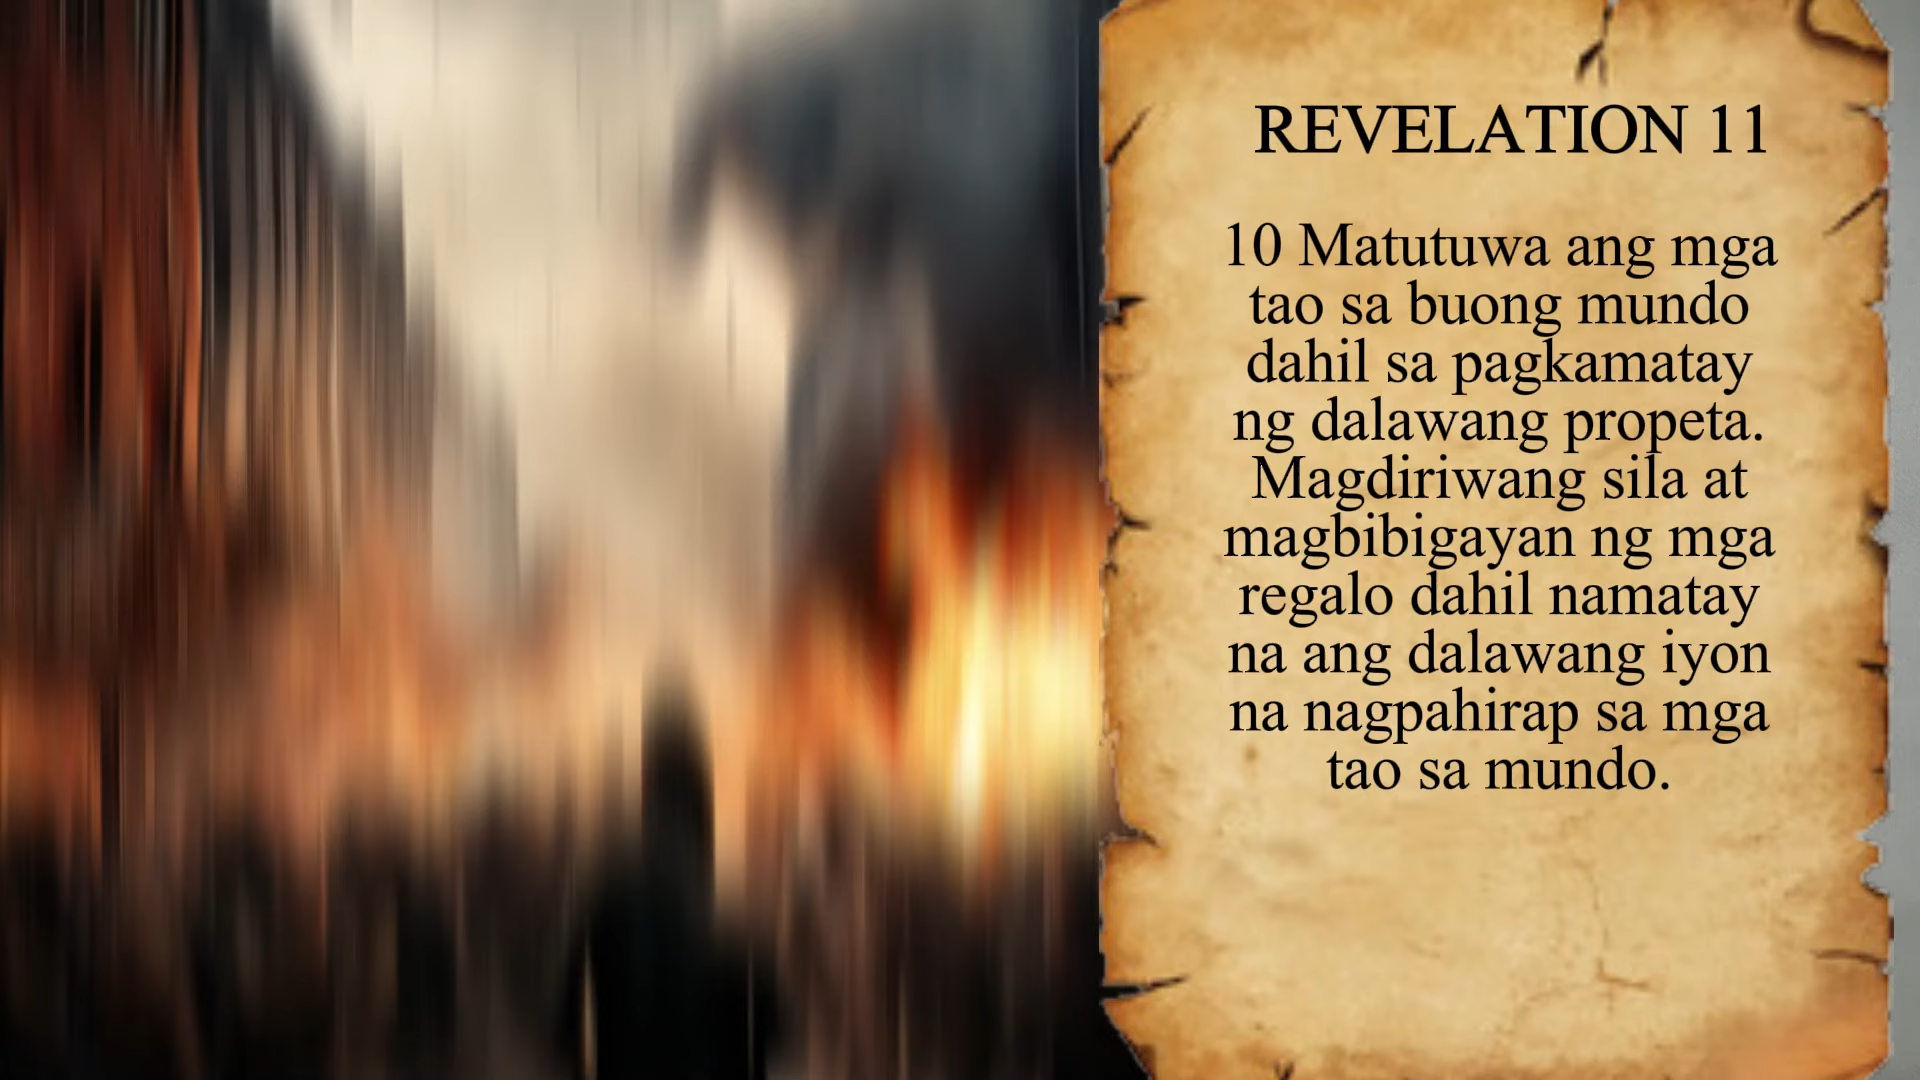 REVELATION 11
10 Matutuwa ang mga
tao sa buong mundo
dahil sa pagkamatay
ng dalawang propeta.
Magdiriwang sila at
magbibigayan ng mga
regalo dahil namatay
na ang dalawang iyon
na nagpahirap sa mga
tao sa mundo.